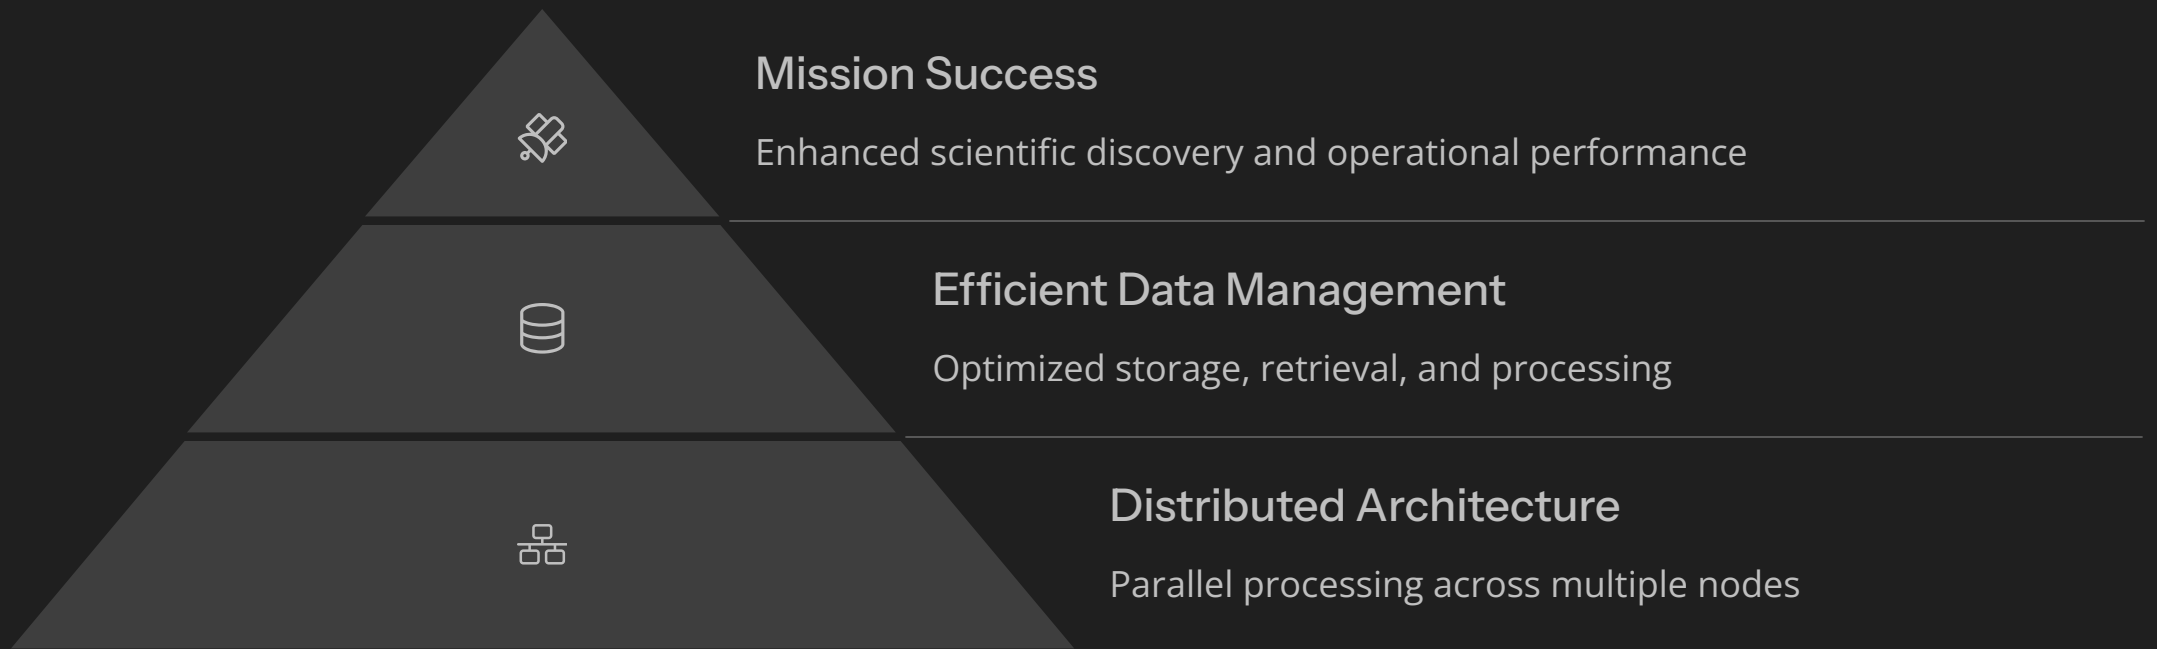 Mission Success
Enhanced scientific discovery and operational performance
Efficient Data Management
Optimized storage, retrieval, and processing
Distributed Architecture
Parallel processing across multiple nodes